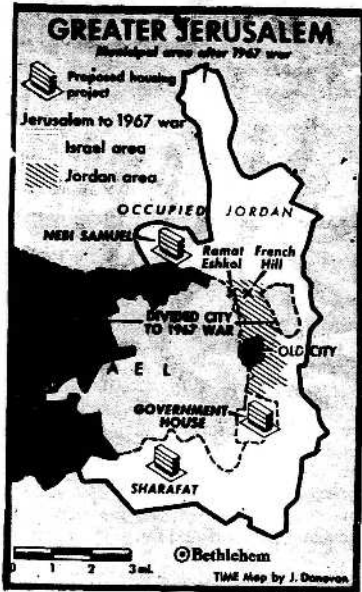 GREATER JERUSALEM
Municipal area after 1967 war
Proposed housing
project
Jerusalem to 1967 war
Israel area
Jordan area
OCCUPIED JORDAN
NEBI SAMUEL
Ramat
Eshkol
French
Hill
DIVIDED CITY
TO 1967 WAR
OLD CITY
A E L
GOVERNMENT
HOUSE
SHARAFAT
0 1 2 3 mi.
Bethlehem
TIME Map by J. Donovan